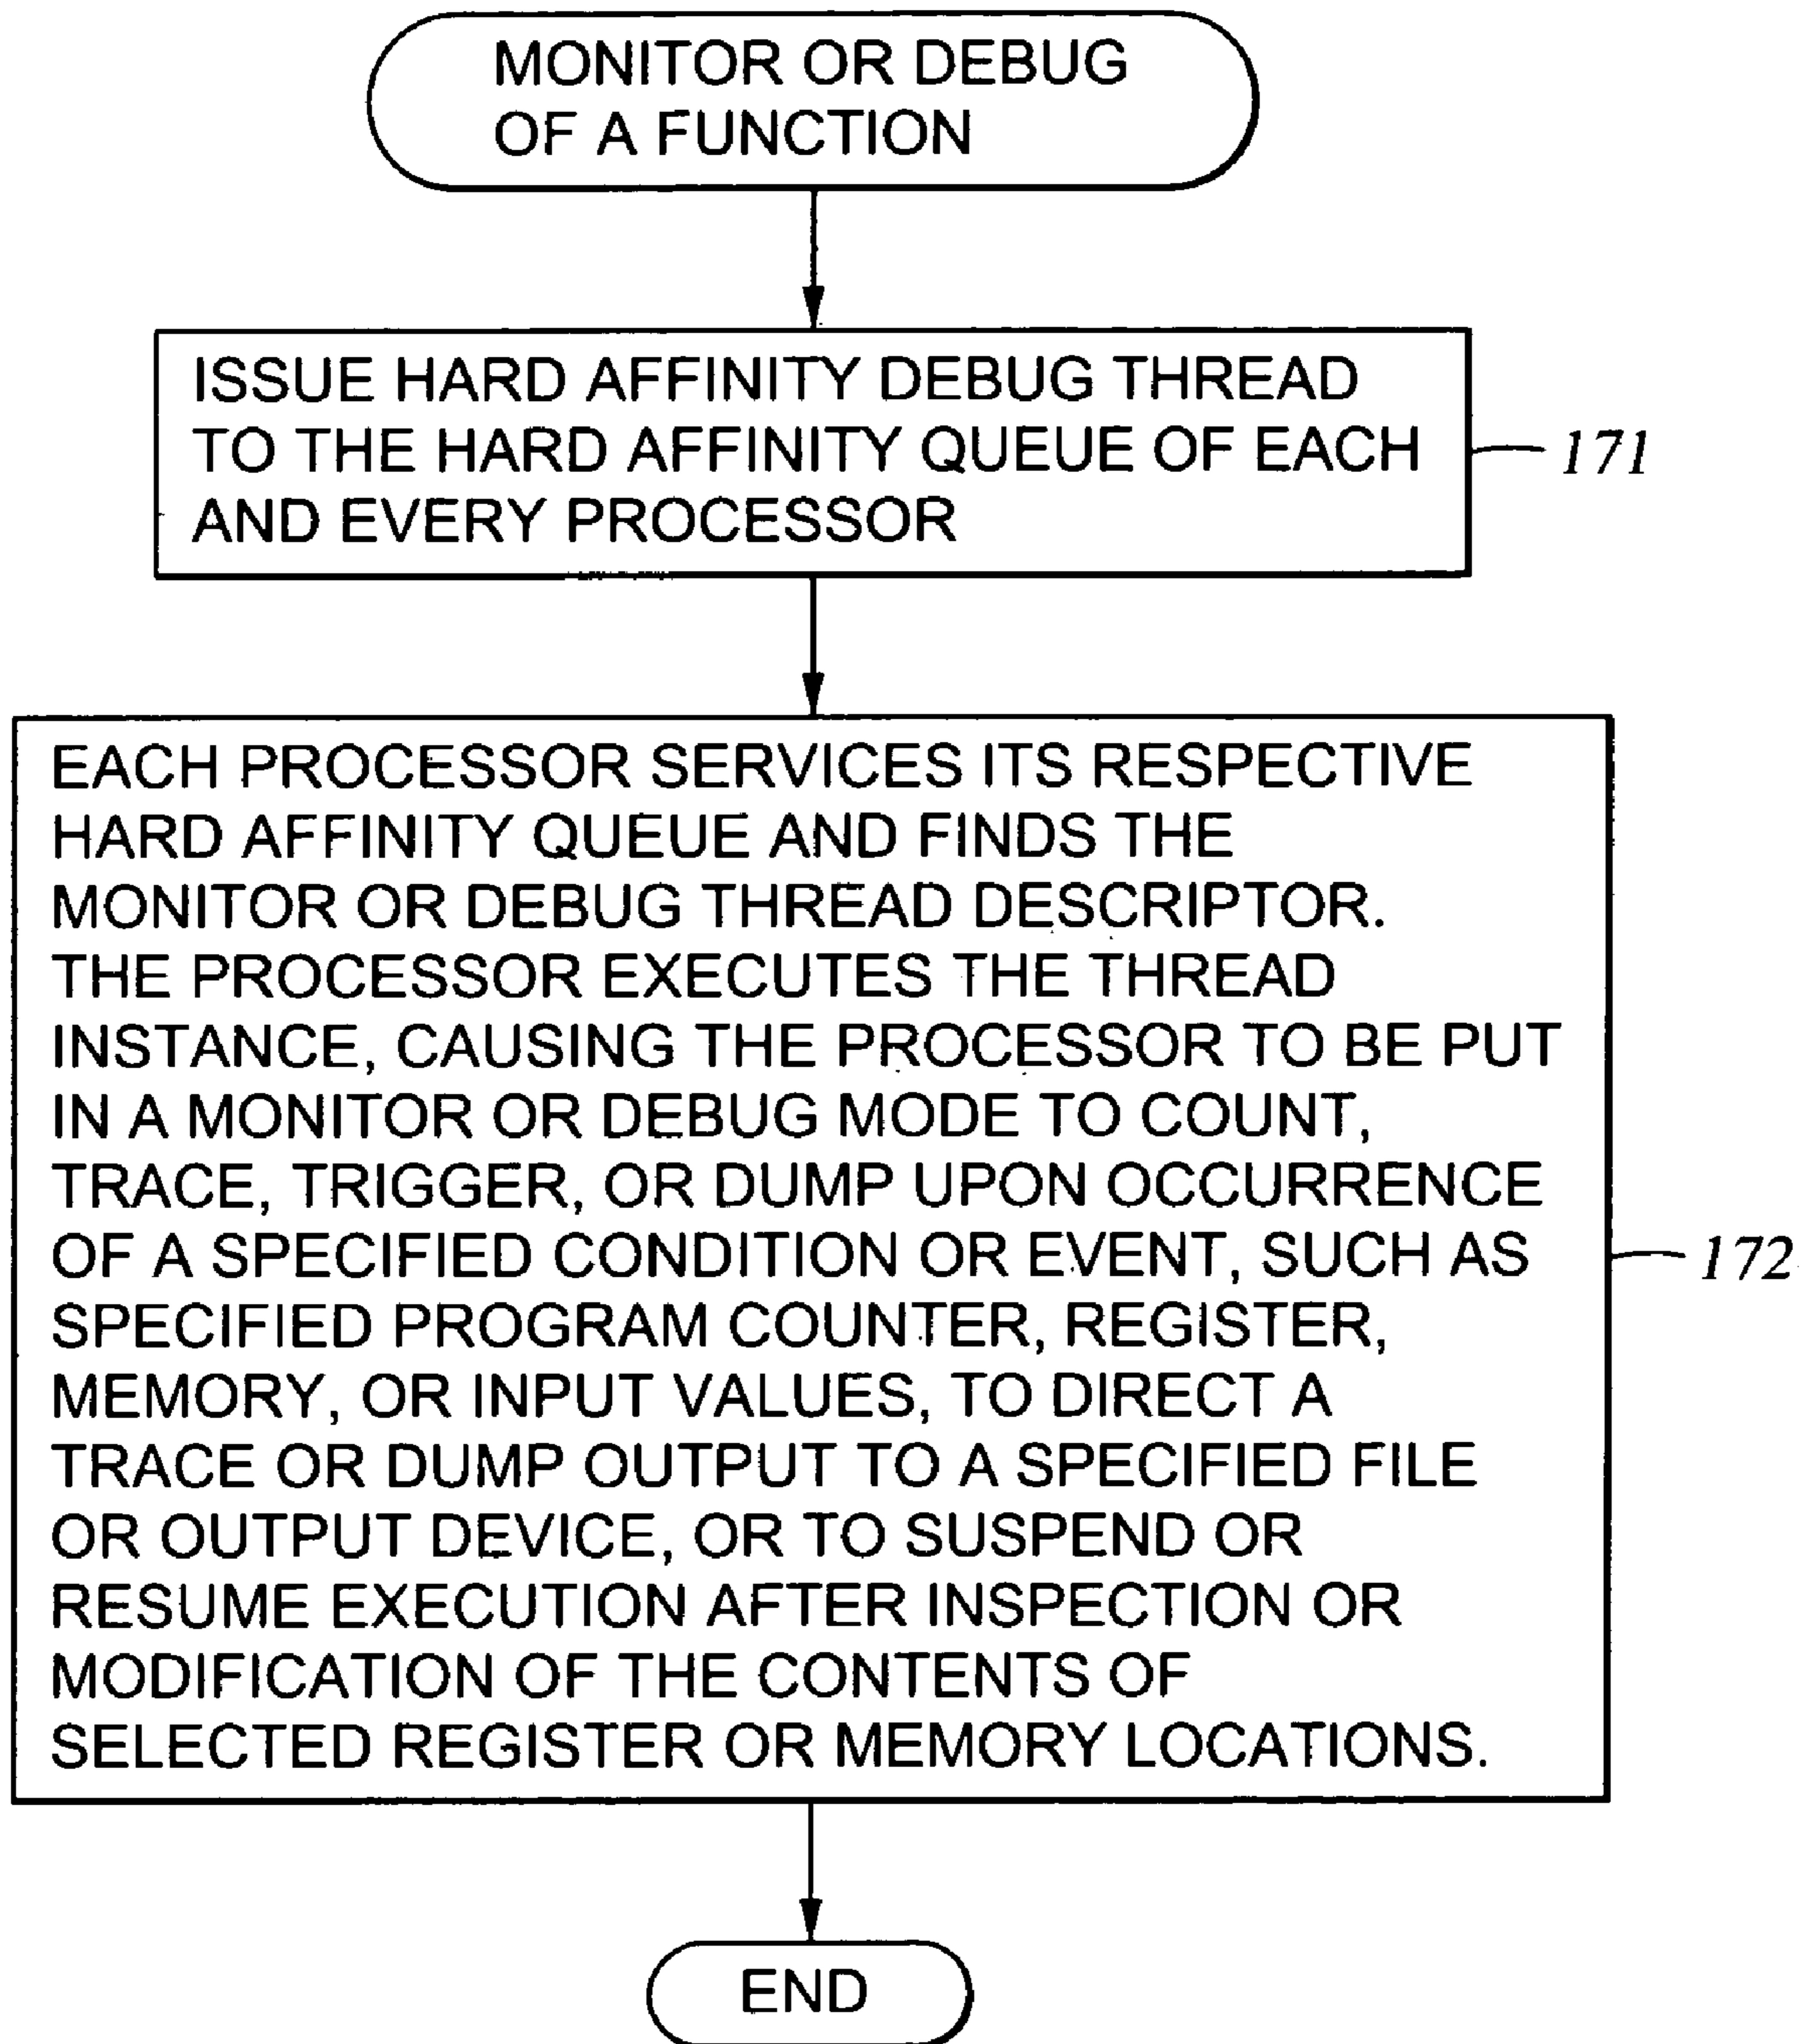 MONITOR OR DEBUG
OF A FUNCTION
ISSUE HARD AFFINITY DEBUG THREAD
TO THE HARD AFFINITY QUEUE OF EACH
AND EVERY PROCESSOR
171
EACH PROCESSOR SERVICES ITS RESPECTIVE
HARD AFFINITY QUEUE AND FINDS THE
MONITOR OR DEBUG THREAD DESCRIPTOR.
THE PROCESSOR EXECUTES THE THREAD
INSTANCE, CAUSING THE PROCESSOR TO BE PUT
IN A MONITOR OR DEBUG MODE TO COUNT,
TRACE, TRIGGER, OR DUMP UPON OCCURRENCE
OF A SPECIFIED CONDITION OR EVENT, SUCH AS
SPECIFIED PROGRAM COUNTER, REGISTER,
MEMORY, OR INPUT VALUES, TO DIRECT A
TRACE OR DUMP OUTPUT TO A SPECIFIED FILE
OR OUTPUT DEVICE, OR TO SUSPEND OR
RESUME EXECUTION AFTER INSPECTION OR
MODIFICATION OF THE CONTENTS OF
SELECTED REGISTER OR MEMORY LOCATIONS.
172
END